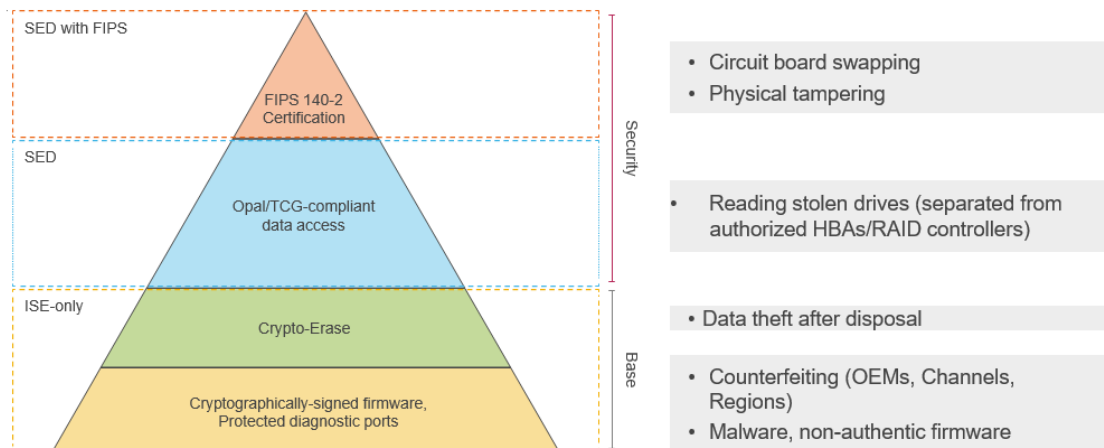 SED with FIPS
FIPS 140-2
Certification
Security
• Circuit board swapping
• Physical tampering
SED
Opal/TCG-compliant
data access
• Reading stolen drives (separated from
authorized HBAs/RAID controllers)
ISE-only
Crypto-Erase
Base
• Data theft after disposal
Cryptographically-signed firmware,
Protected diagnostic ports
• Counterfeiting (OEMs, Channels,
Regions)
• Malware, non-authentic firmware